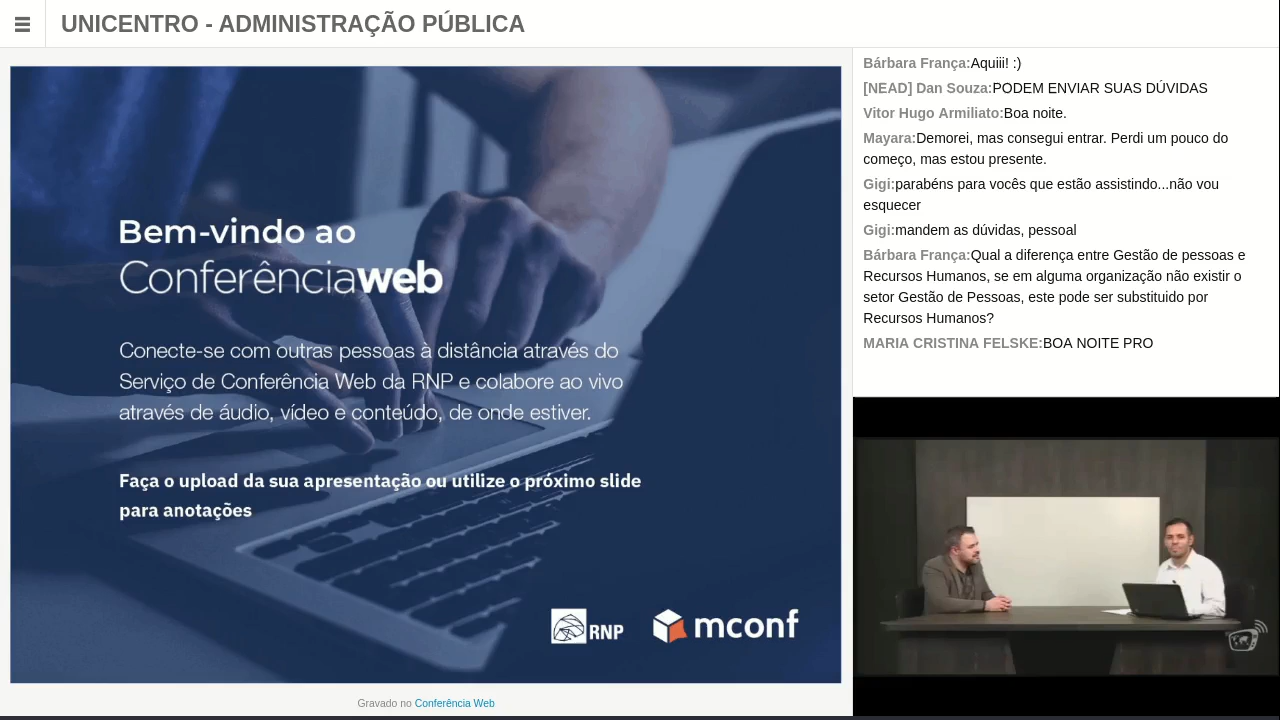 UNICENTRO - ADMINISTRAÇÃO PÚBLICA
Bem-vindo ao
Conferênciaweb
Conecte-se com outras pessoas à distância através do
Serviço de Conferência Web da RNP e colabore ao vivo
através de áudio, vídeo e conteúdo, de onde estiver.
Faça o upload da sua apresentação ou utilize o próximo slide
para anotações
RNP
mconf
Gravado no Conferência Web
Bárbara França:Aquiii! :)
[NEAD] Dan Souza:PODEM ENVIAR SUAS DÚVIDAS
Vitor Hugo Armiliato:Boa noite.
Mayara:Demorei, mas consegui entrar. Perdi um pouco do
começo, mas estou presente.
Gigi:parabéns para vocês que estão assistindo...não vou
esquecer
Gigi:mandem as dúvidas, pessoal
Bárbara França:Qual a diferença entre Gestão de pessoas e
Recursos Humanos, se em alguma organização não existir o
setor Gestão de Pessoas, este pode ser substituido por
Recursos Humanos?
MARIA CRISTINA FELSKE:BOA NOITE PRO